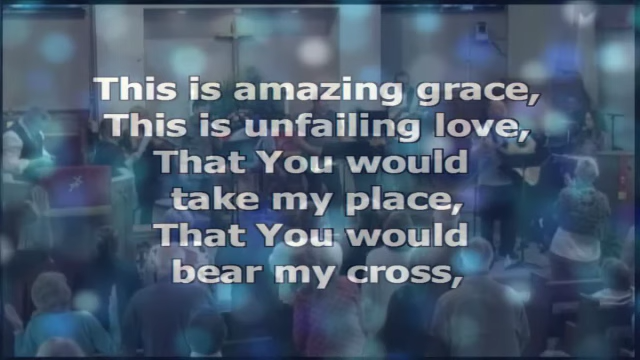 This is amazing grace,
This is unfailing love,
That You would
take my place,
That You would
bear my cross,